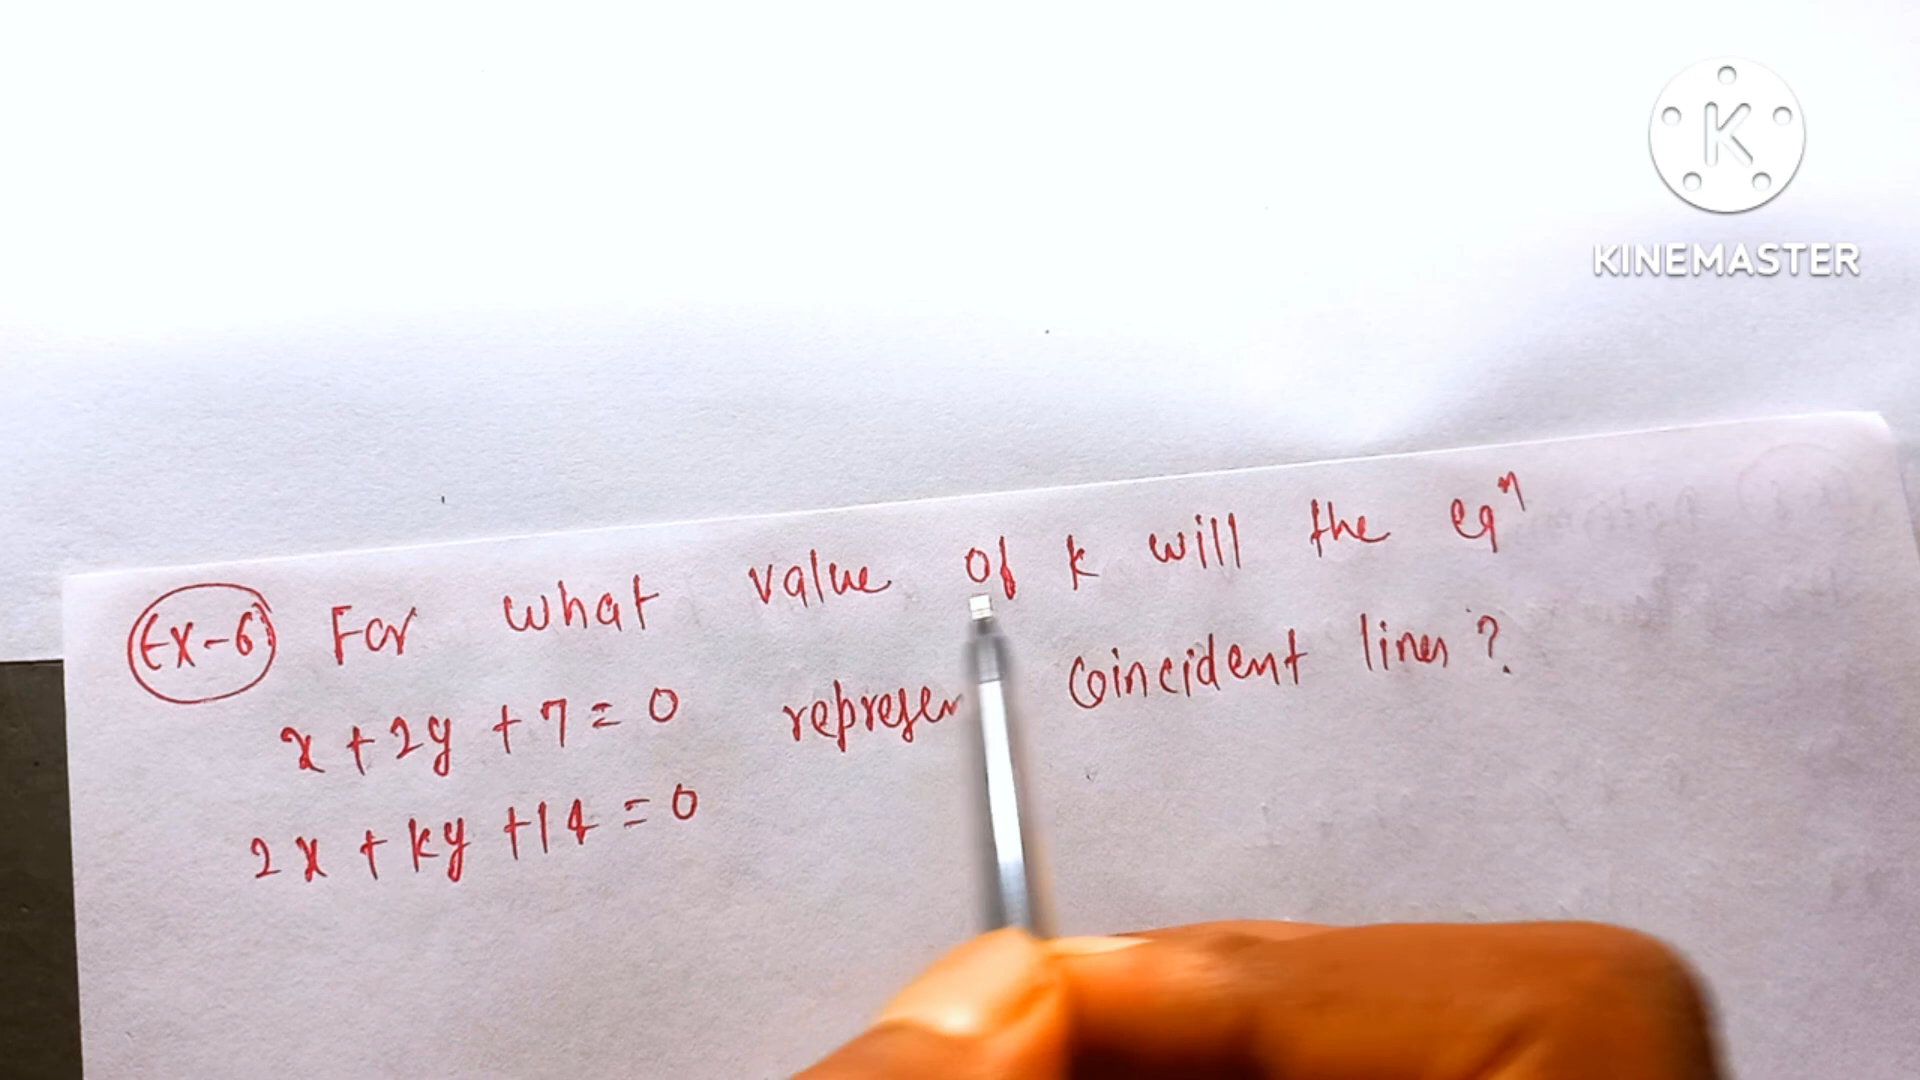 K
KINEMASTER
EX-6 For what value of k will the eqⁿ
x + 2y + 7 = 0 coincident lines?
2x + ky + 14 = 0